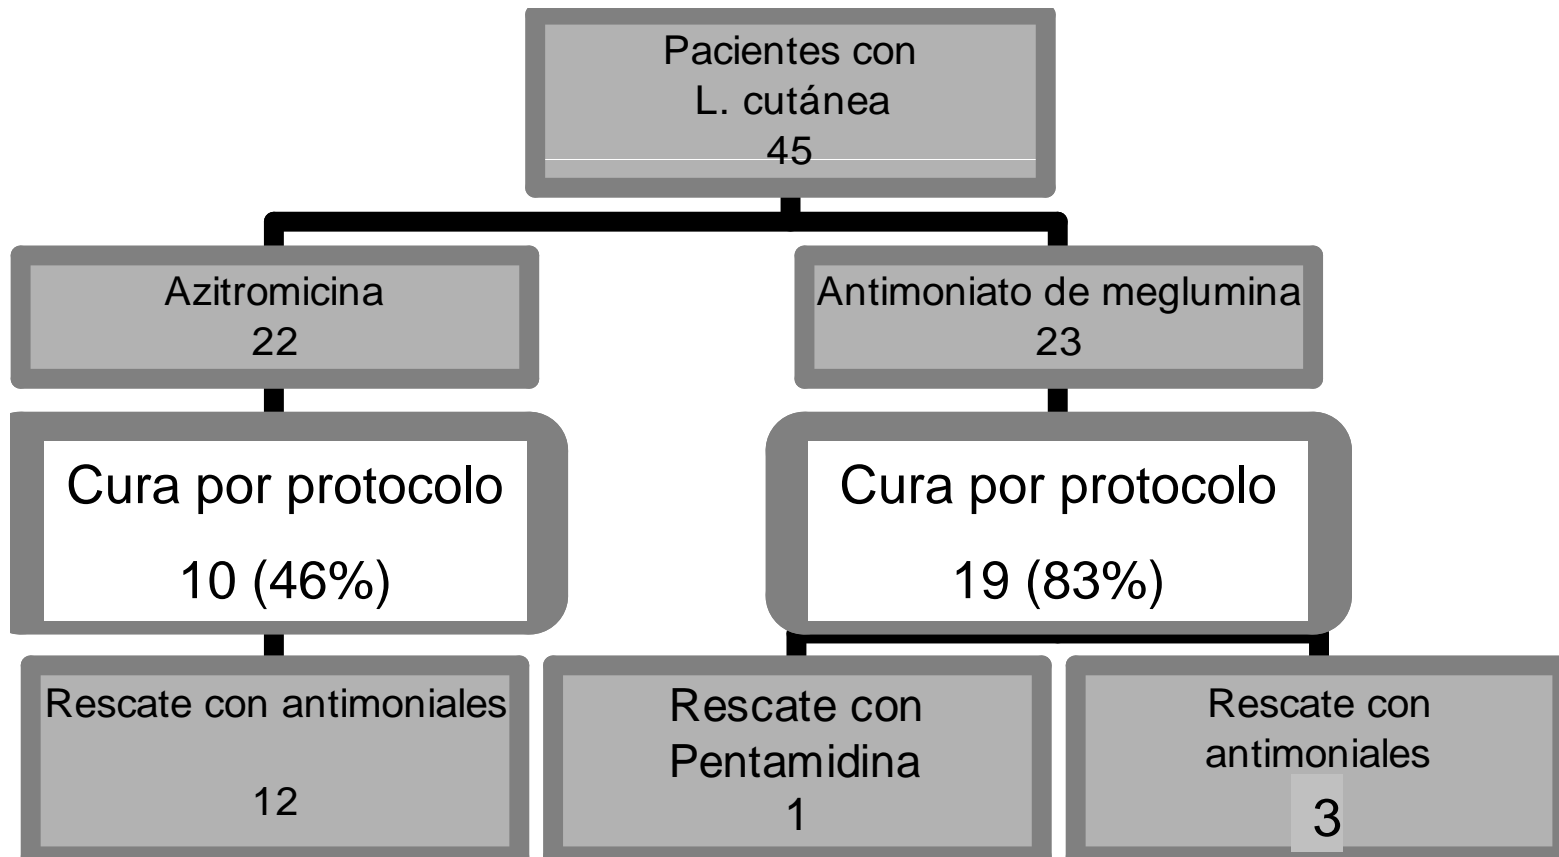 Pacientes con
L. cutánea
45
Azitromicina
22
Antimoniato de meglumina
23
Cura por protocolo
10 (46%)
Cura por protocolo
19 (83%)
Rescate con antimoniales
12
Rescate con
Pentamidina
1
Rescate con
antimoniales
3